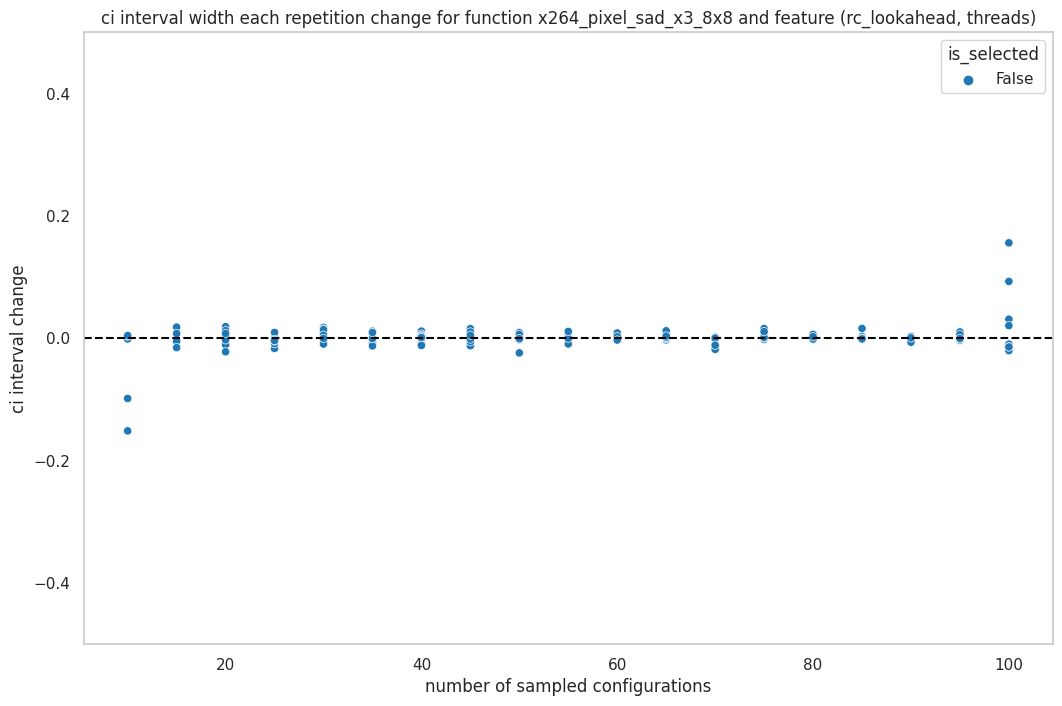 ci interval width each repetition change for function x264_pixel_sad_x3_8x8 and feature (rc_lookahead, threads)
is_selected
False
0.4
0.2
0.0
−0.2
−0.4
ci interval change
20
40
60
80
100
number of sampled configurations